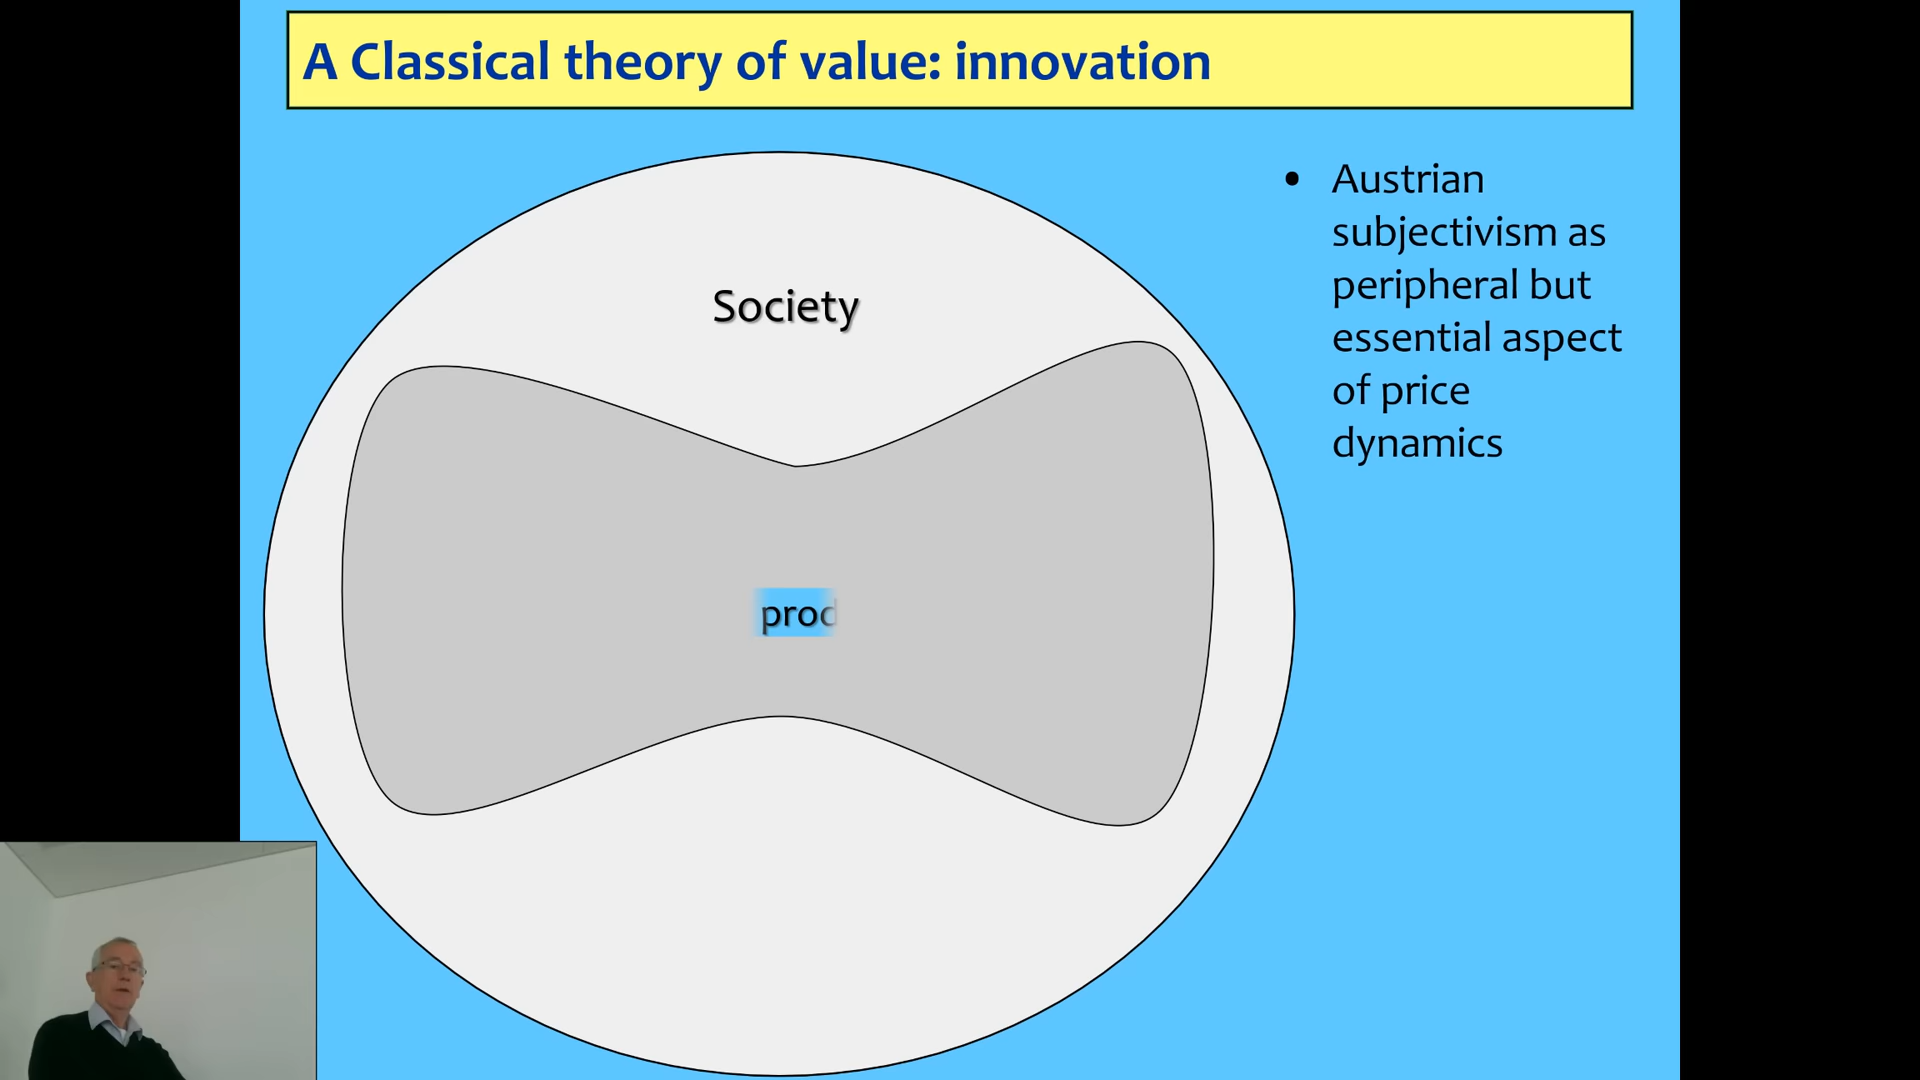 A Classical theory of value: innovation
Society
prod
• Austrian
subjectivism as
peripheral but
essential aspect
of price
dynamics